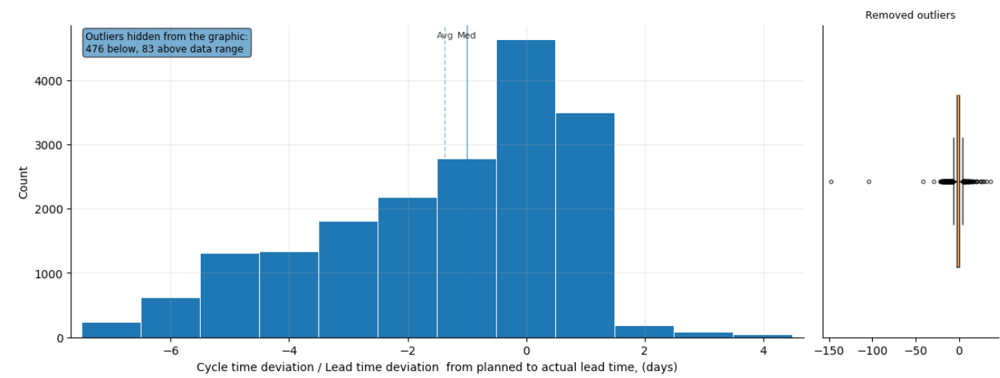 Removed outliers
Outliers hidden from the graphic:
476 below, 83 above data range
Avg Med
4000
3000
2000
1000
0
Count
−6 −4 −2 0 2 4
Cycle time deviation / Lead time deviation  from planned to actual lead time, (days)
−150 −100 −50 0